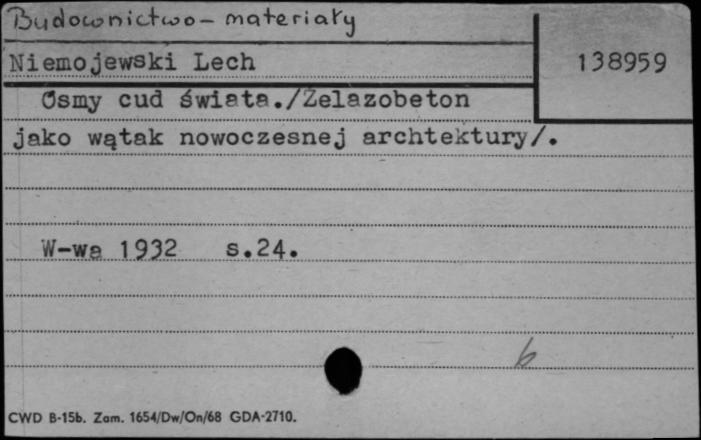 Budownictwo - materiały
Niemojewski Lech
138959
Ósmy cud świata./Żelazobeton
jako wątak nowoczesnej archtektury/.
W-wa 1932 s.24.
b
CWD B-15b. Zam. 1654/Dw/On/68 GDA-2710.